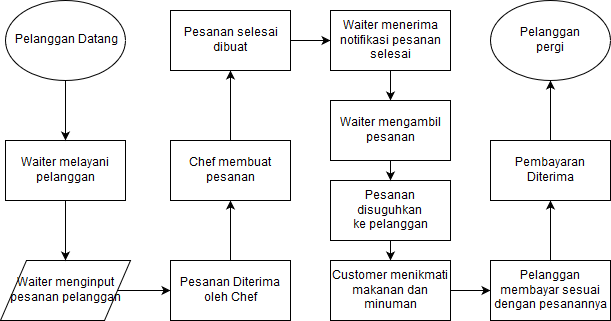 Pelanggan Datang
Waiter melayani
pelanggan
Waiter menginput
pesanan pelanggan
Pesanan Diterima
oleh Chef
Chef membuat
pesanan
Pesanan selesai
dibuat
Waiter menerima
notifikasi pesanan
selesai
Waiter mengambil
pesanan
Pesanan
disuguhkan
ke pelanggan
Customer menikmati
makanan dan
minuman
Pelanggan
membayar sesuai
dengan pesanannya
Pembayaran
Diterima
Pelanggan
pergi